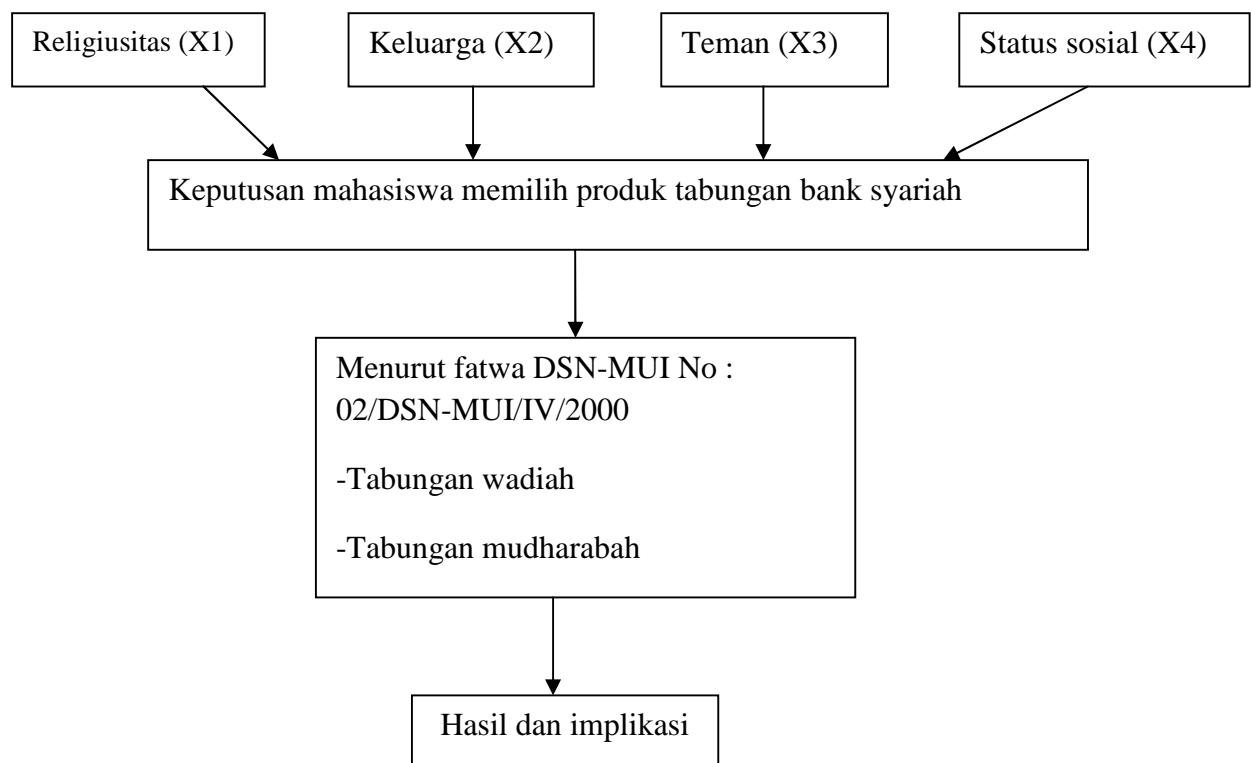 Religiusitas (X1)
Keluarga (X2)
Teman (X3)
Status sosial (X4)
Keputusan mahasiswa memilih produk tabungan bank syariah
Menurut fatwa DSN-MUI No :
02/DSN-MUI/IV/2000
-Tabungan wadiah
-Tabungan mudharabah
Hasil dan implikasi